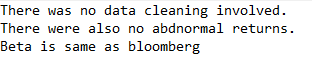 There was no data cleaning involved.
There were also no abdnormal returns.
Beta is same as bloomberg